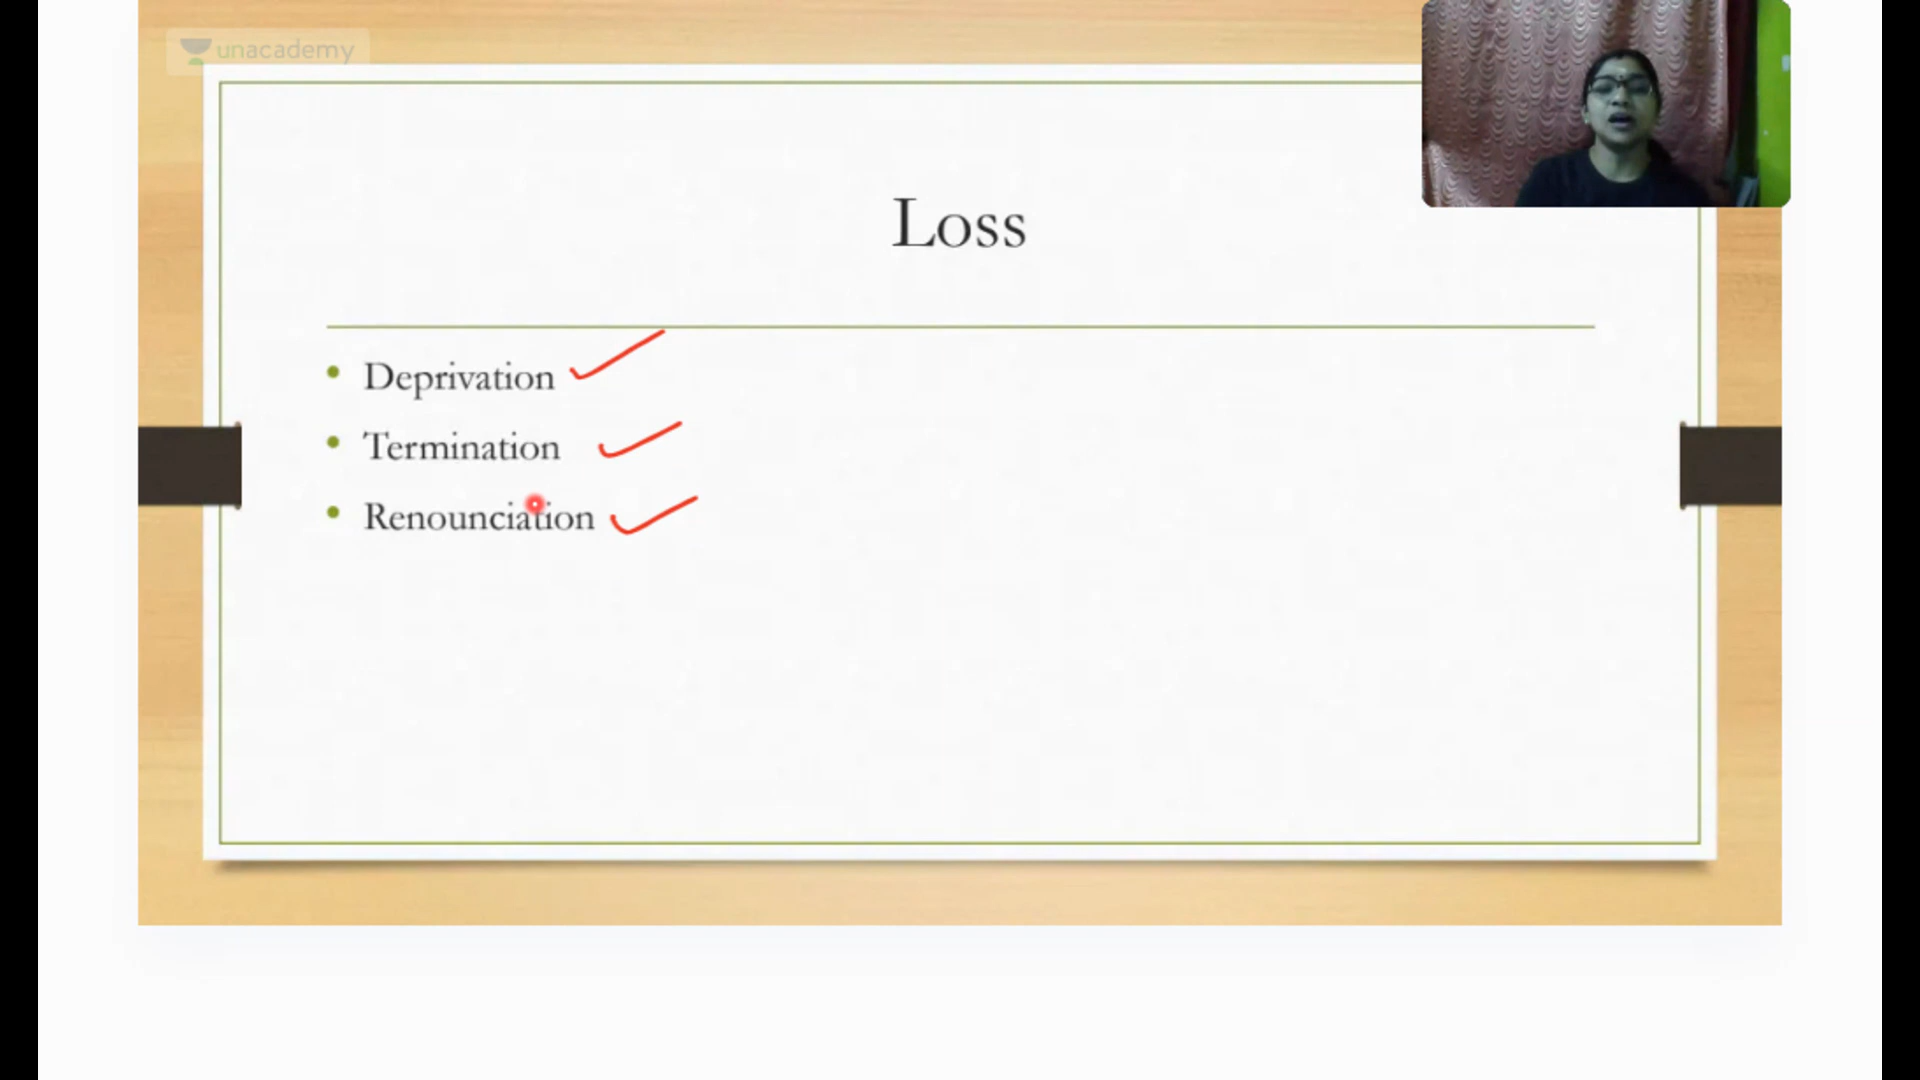 unacademy
Loss
Deprivation
Termination
Renounciation